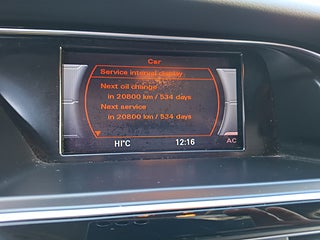 Car
Service interval display
Next oil change
in 20800 km / 534 days
Next service
in 20800 km / 534 days
HI°C 12:16 AC